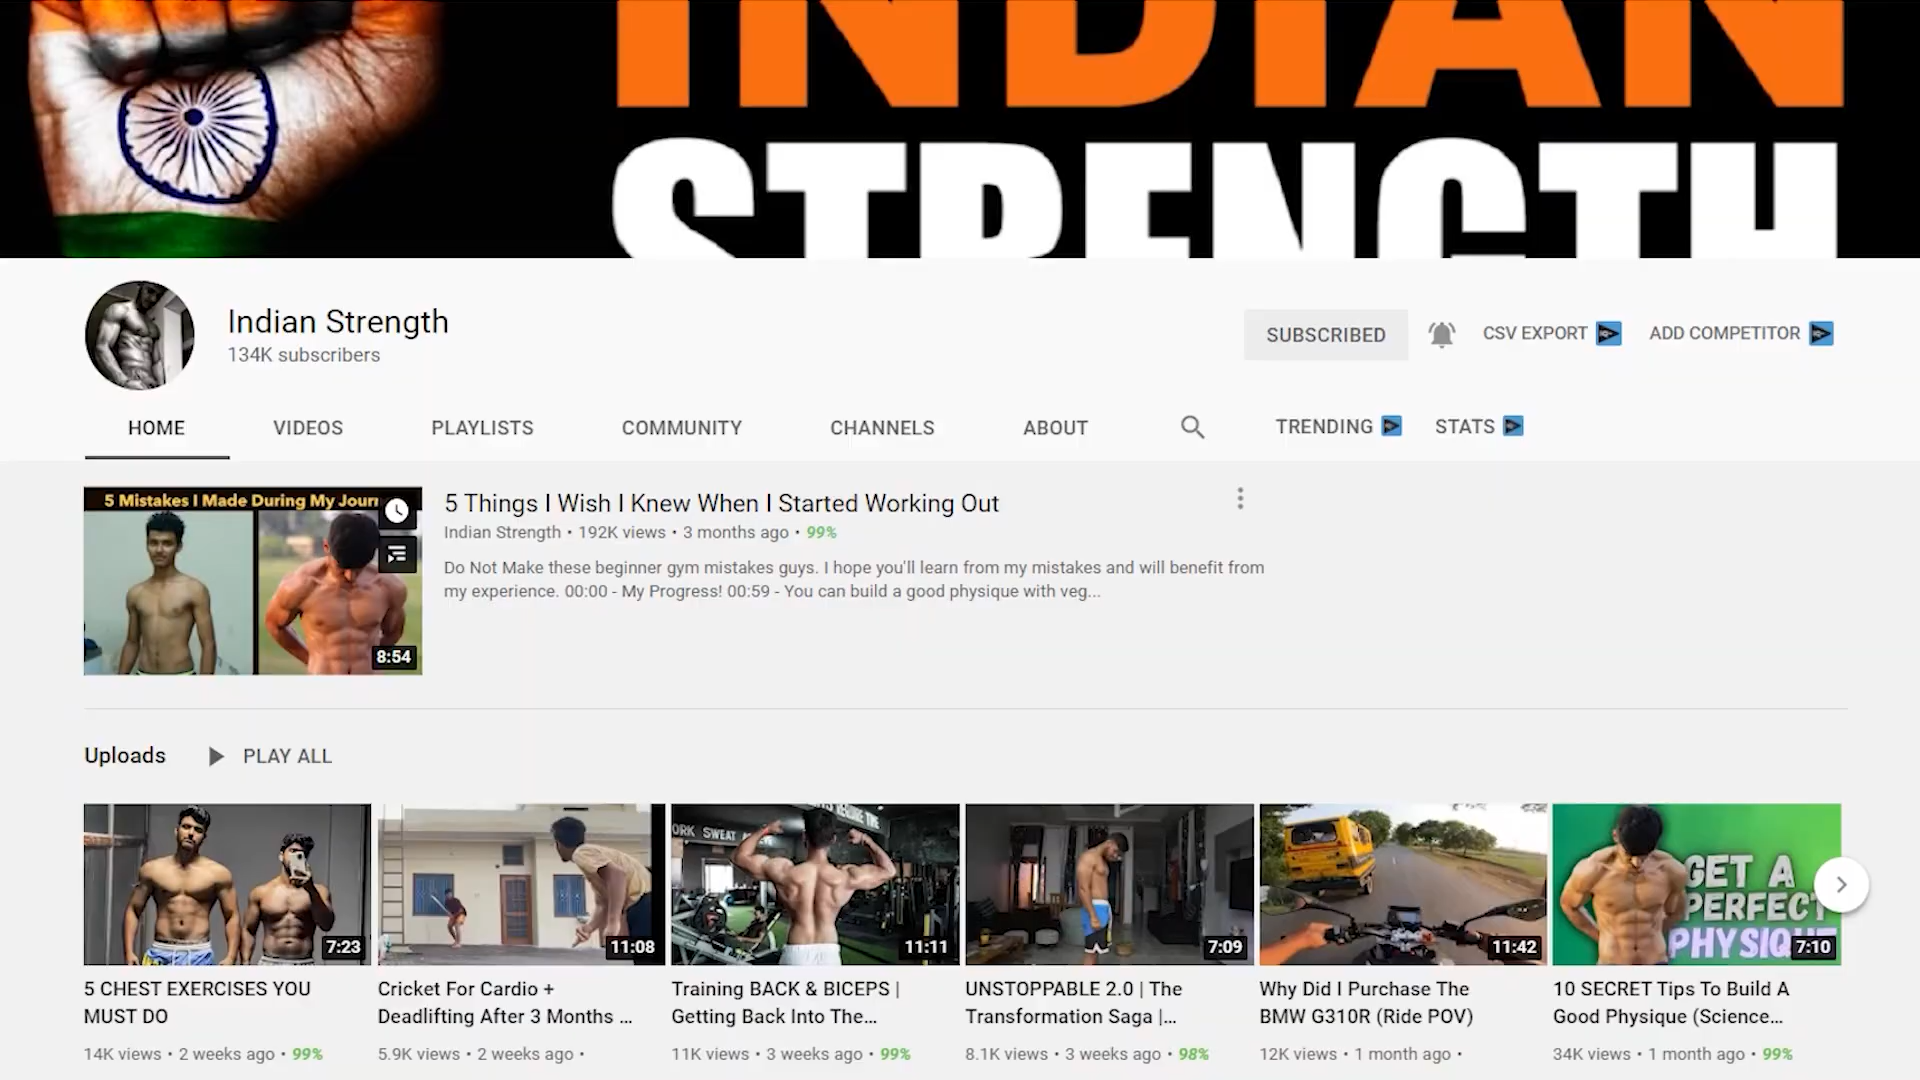 INDIAN
STRENGTH
Indian Strength
134K subscribers
SUBSCRIBED
CSV EXPORT
ADD COMPETITOR
HOME
VIDEOS
PLAYLISTS
COMMUNITY
CHANNELS
ABOUT
TRENDING
STATS
5 Mistakes I Made During My Journ
8:54
5 Things I Wish I Knew When I Started Working Out
Indian Strength • 192K views • 3 months ago • 99%
Do Not Make these beginner gym mistakes guys. I hope you'll learn from my mistakes and will benefit from
my experience. 00:00 - My Progress! 00:59 - You can build a good physique with veg...
Uploads
PLAY ALL
7:23
5 CHEST EXERCISES YOU
MUST DO
14K views • 2 weeks ago • 99%
11:08
Cricket For Cardio +
Deadlifting After 3 Months ...
5.9K views • 2 weeks ago •
ORK SWEAT
11:11
Training BACK & BICEPS |
Getting Back Into The...
11K views • 3 weeks ago • 99%
7:09
UNSTOPPABLE 2.0 | The
Transformation Saga |...
8.1K views • 3 weeks ago • 98%
11:42
Why Did I Purchase The
BMW G310R (Ride POV)
12K views • 1 month ago •
GET A
PERFECT
PHYSIQUE
7:10
10 SECRET Tips To Build A
Good Physique (Science...
34K views • 1 month ago • 99%